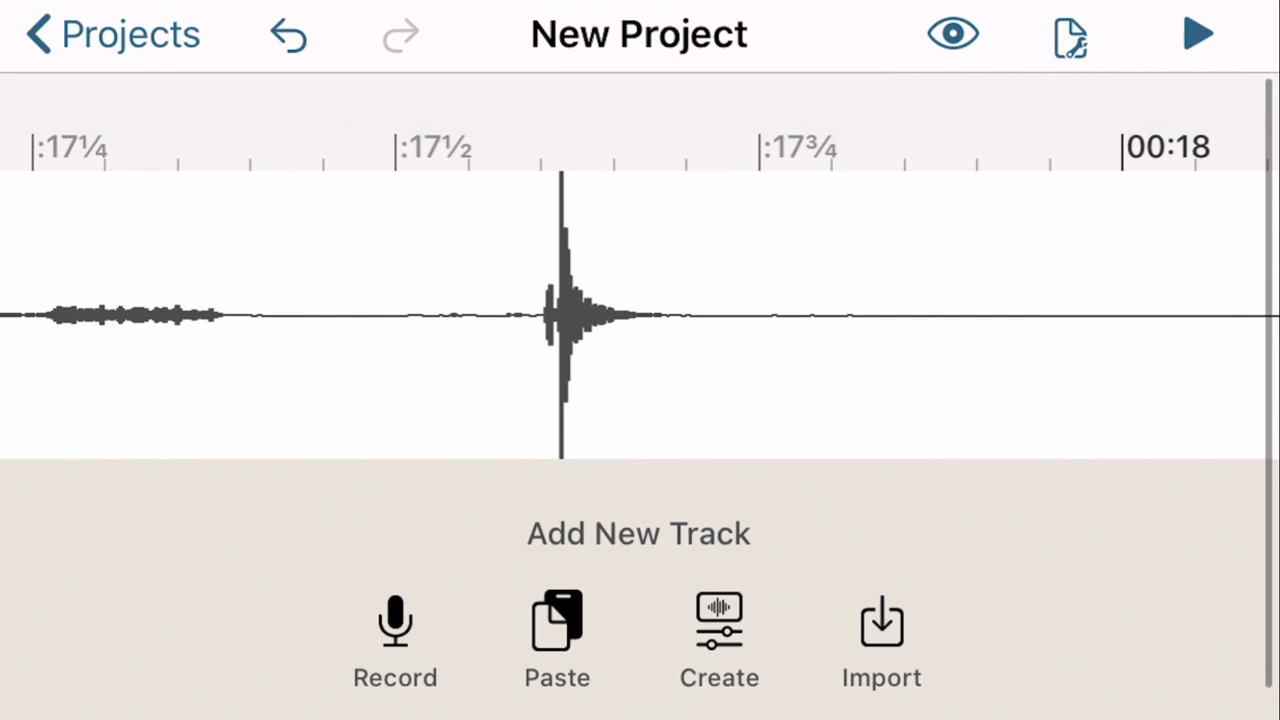 Projects New Project
:17¼ :17½ :17¾ 00:18
Add New Track
Record Paste Create Import